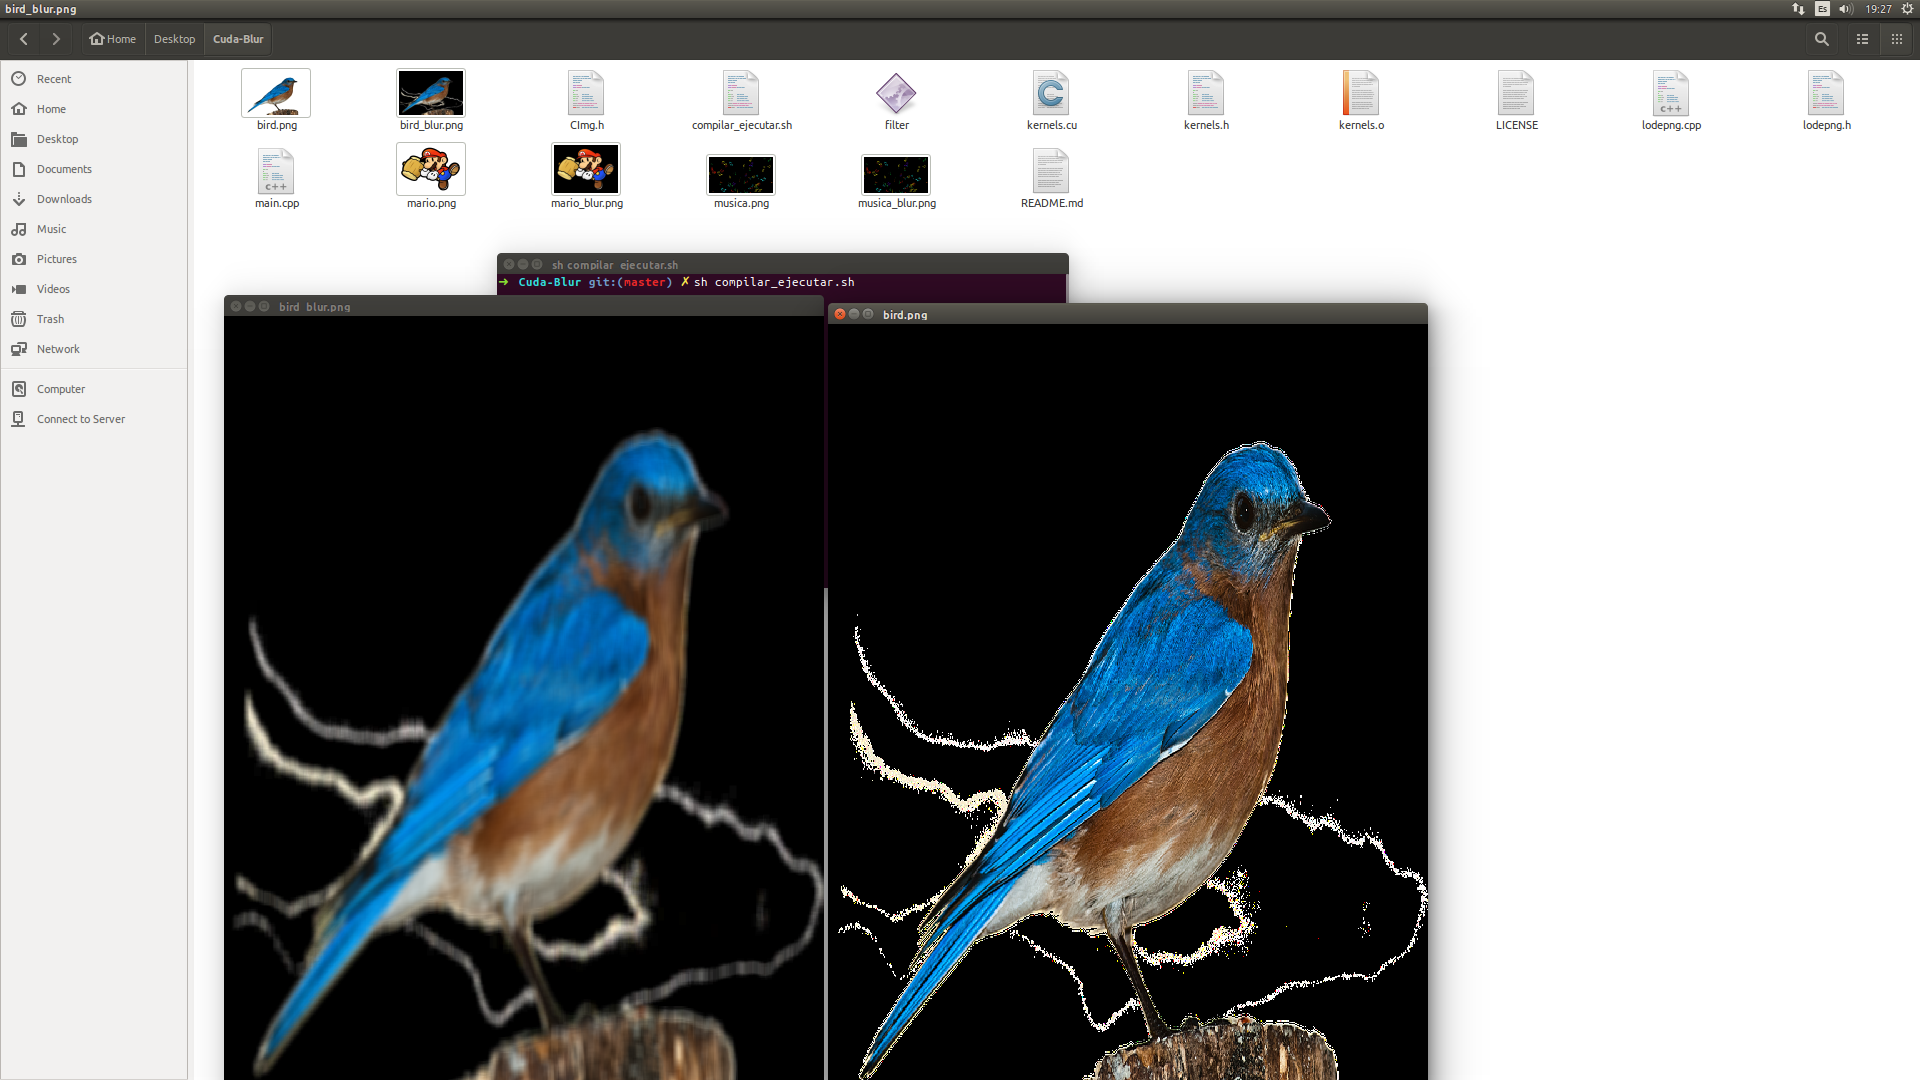 bird_blur.png
Es
19:27
Home
Desktop
Cuda-Blur
Recent
Home
Desktop
Documents
Downloads
Music
Pictures
Videos
Trash
Network
Computer
Connect to Server
bird.png
bird_blur.png
CImg.h
compilar_ejecutar.sh
filter
kernels.cu
kernels.h
kernels.o
LICENSE
lodepng.cpp
lodepng.h
C
c++
c++
main.cpp
mario.png
mario_blur.png
musica.png
musica_blur.png
README.md
sh compilar_ejecutar.sh
➜ Cuda-Blur git:(master) ✗ sh compilar_ejecutar.sh
bird_blur.png
bird.png